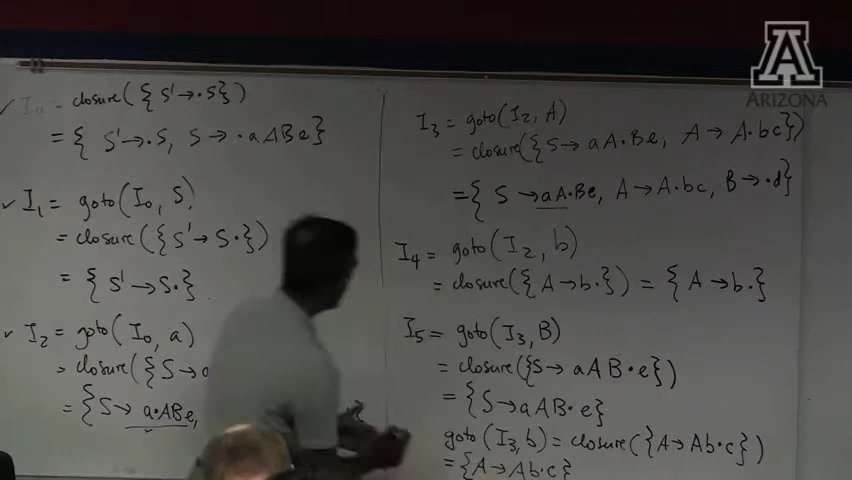 I₀ = closure({S' → ·S})
= {S' → ·S, S → ·aABe}
I₁ = goto(I₀, S)
= closure({S' → S·})
= {S' → S·}
I₂ = goto(I₀, a)
= closure({S → a
= {S → a·ABe,
I₃ = goto(I₂, A)
= closure({S → aA·Be, A → A·bc})
= {S → aA·Be, A → A·bc, B → ·d}
I₄ = goto(I₂, b)
= closure({A → b·}) = {A → b·}
I₅ = goto(I₃, B)
= closure({S → aAB·e})
= {S → aAB·e}
goto(I₃, b) = closure({A → Ab·c})
= {A → Ab·c}
A
ARIZONA